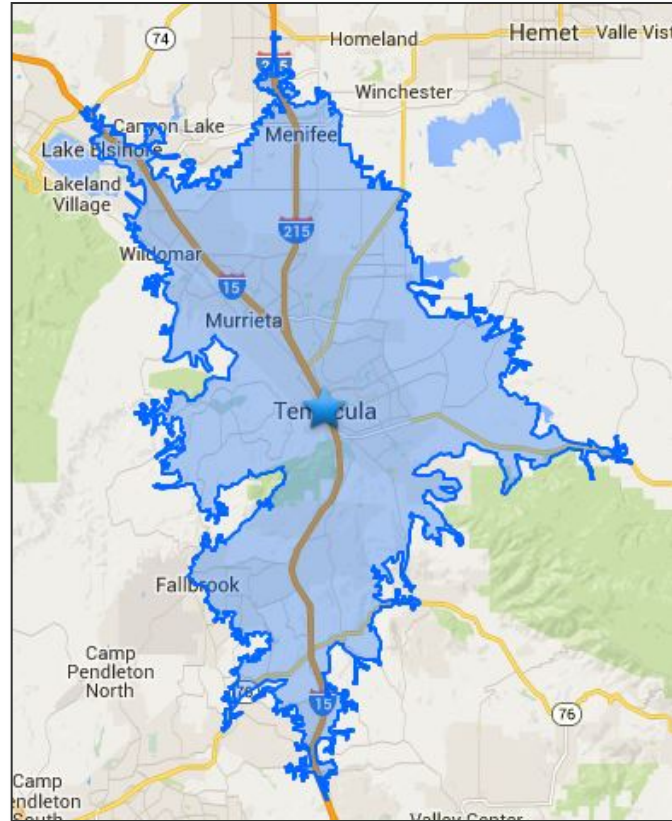 74
Homeland
Hemet
Valle Vist
215
Winchester
Canyon Lake
Menifee
Lake Elsinore
Lakeland
Village
215
Wildomar
15
Murrieta
Temecula
Fallbrook
Camp
Pendleton
North
76
15
76
Camp
endleton
South
Valley Center